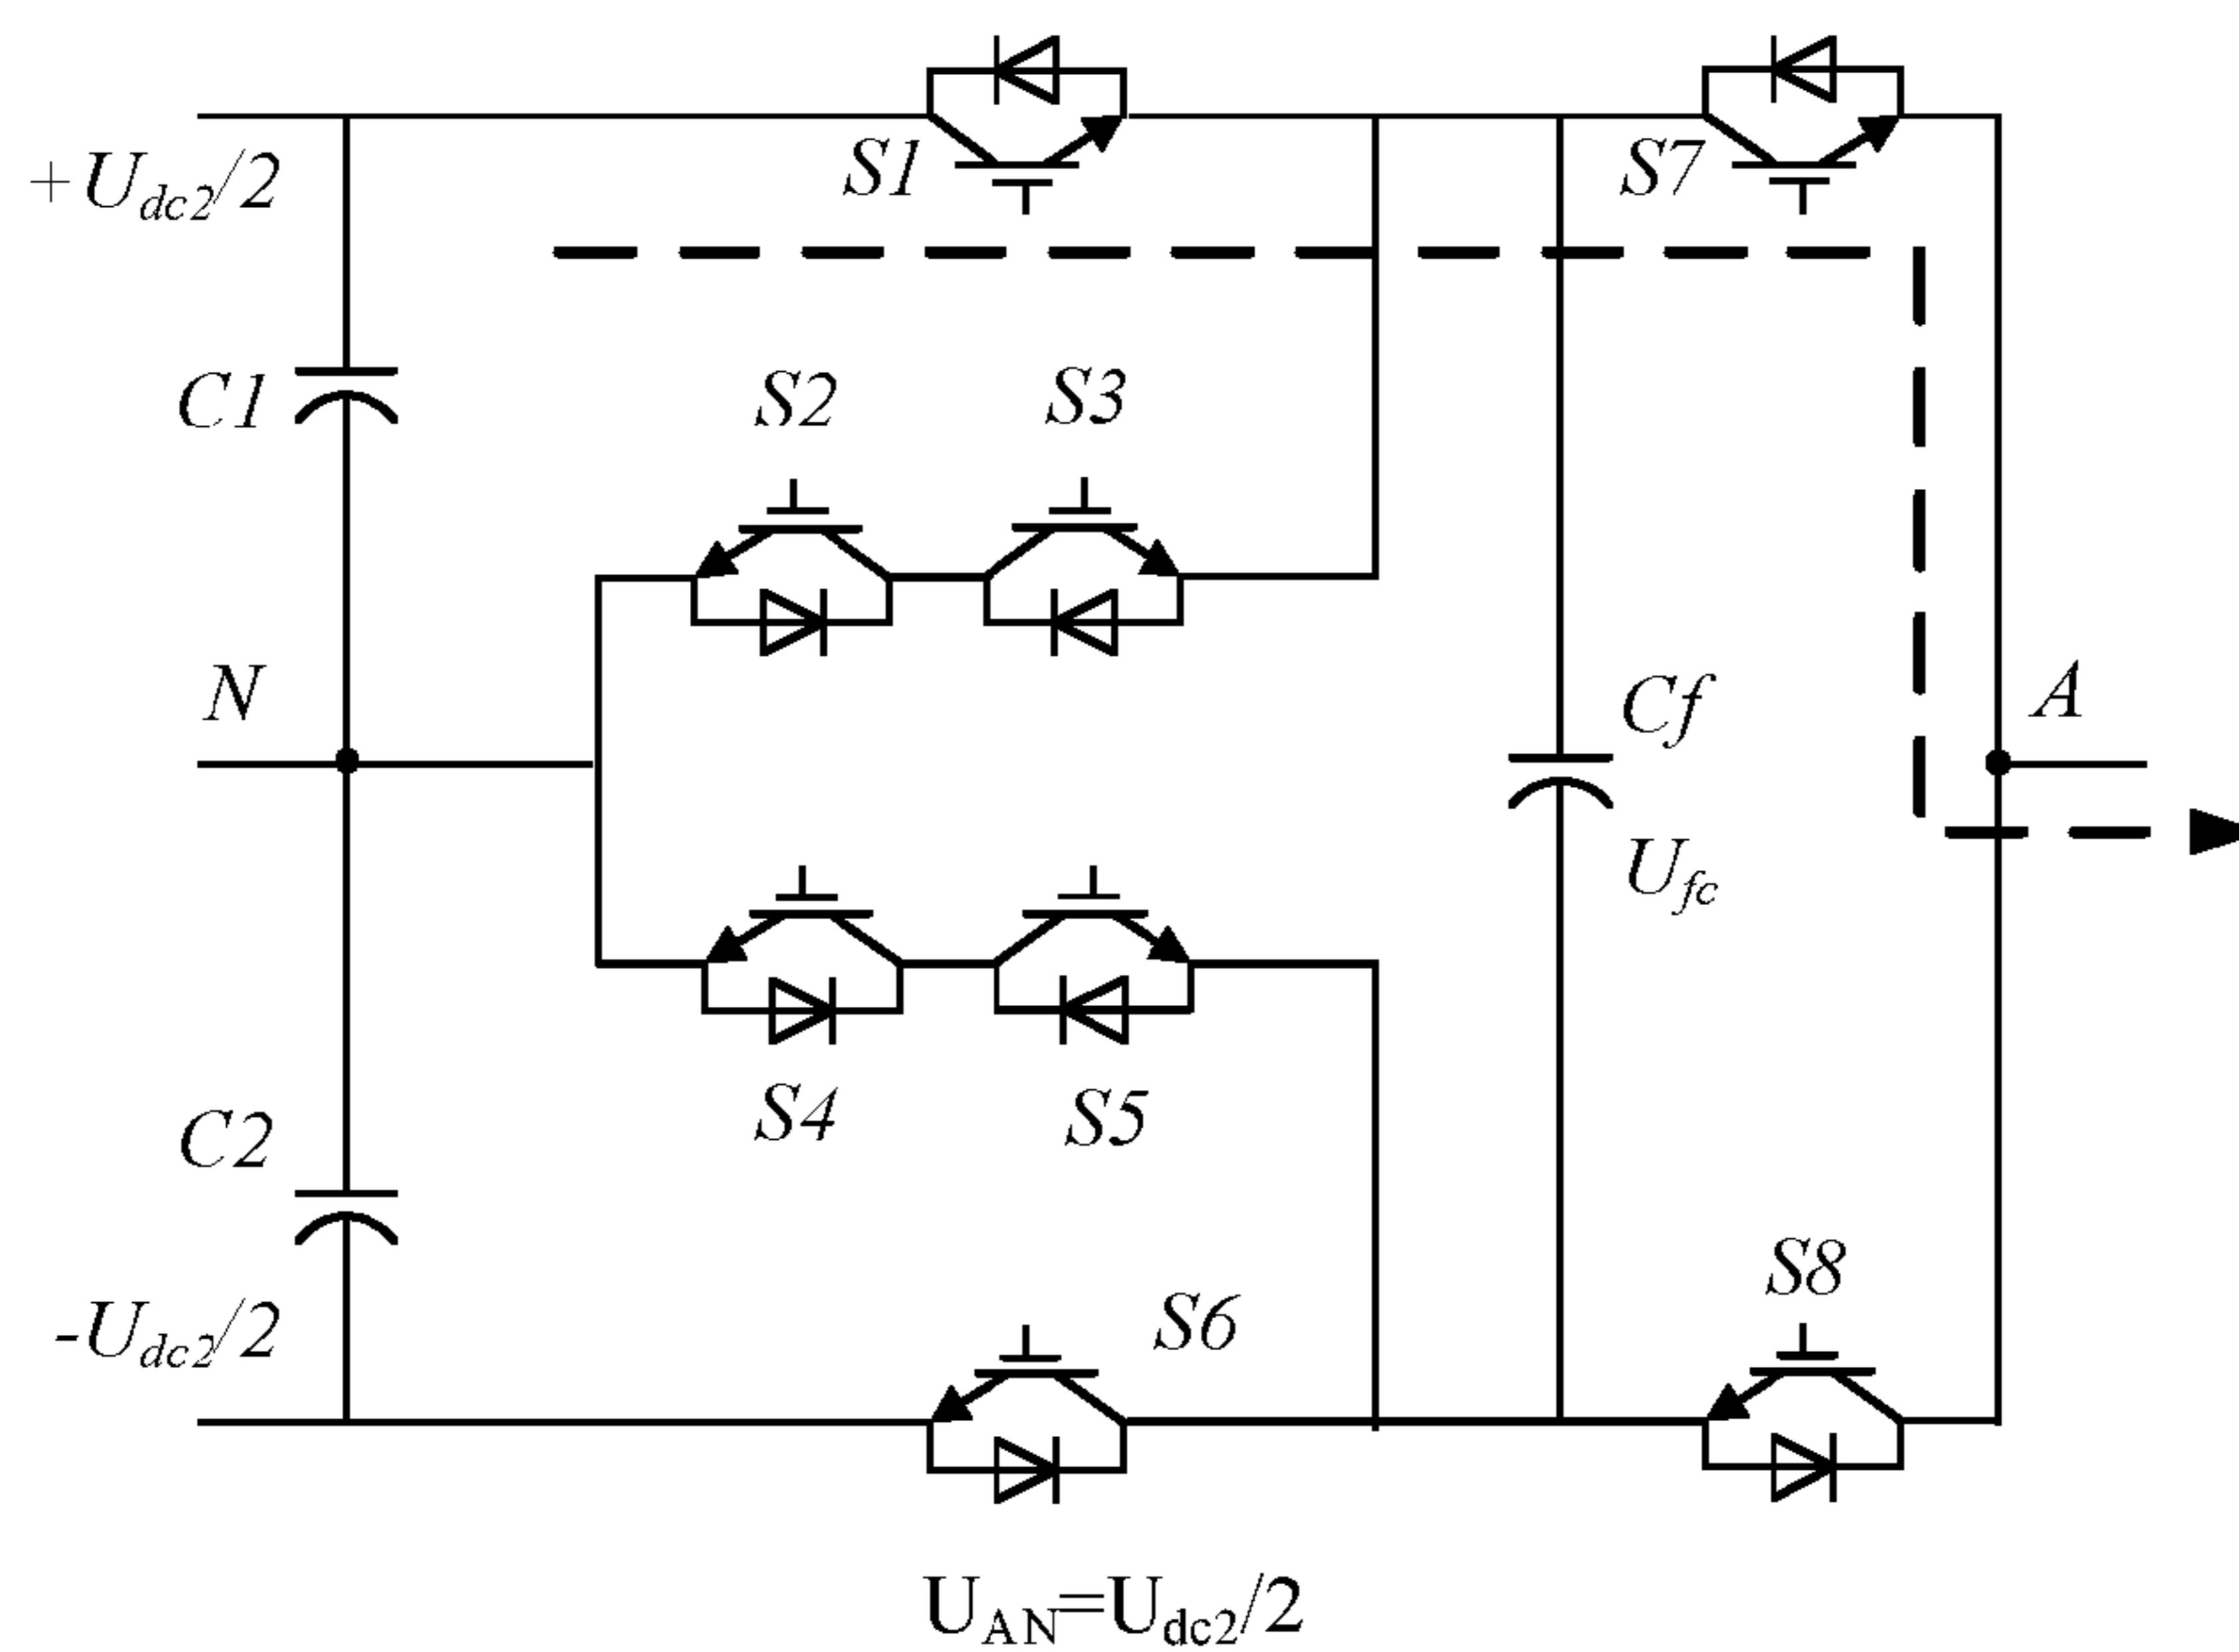 S1
S7
+U_dc2/2
C1
S2
S3
N
Cf
A
U_fc
S4
S5
C2
S8
-U_dc2/2
S6
U_AN=U_dc2/2